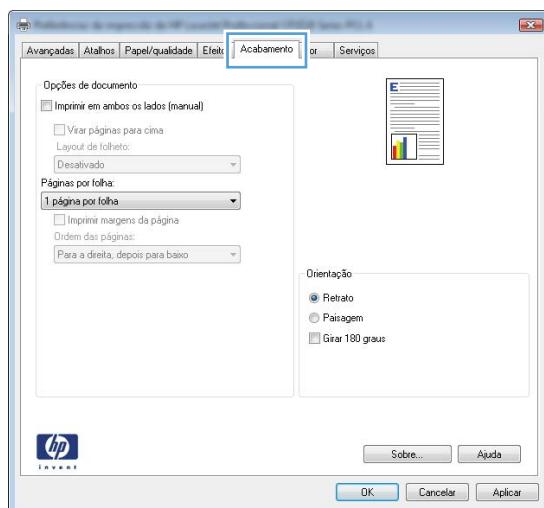 Avançadas Atalhos Papel/qualidade Efeito Acabamento or Serviços
Opções de documento
Imprimir em ambos os lados (manual)
Virar páginas para cima
Layout de folheto:
Desativado
Páginas por folha:
1 página por folha
Imprimir margens da página
Ordem das páginas:
Para a direita, depois para baixo
E
Orientação
Retrato
Paisagem
Girar 180 graus
hp
invent
Sobre... Ajuda
OK Cancelar Aplicar